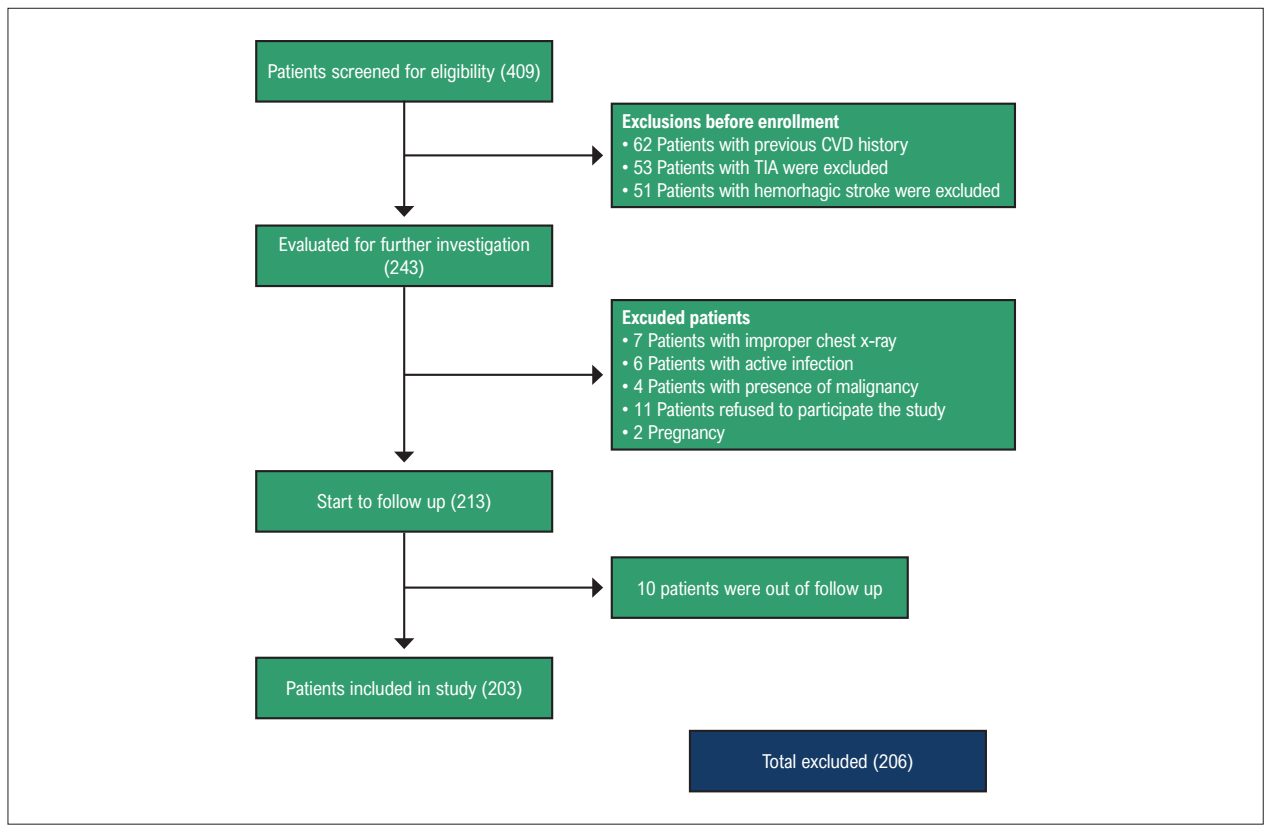 Patients screened for eligibility (409)
Exclusions before enrollment
• 62 Patients with previous CVD history
• 53 Patients with TIA were excluded
• 51 Patients with hemorhagic stroke were excluded
Evaluated for further investigation
(243)
Excuded patients
• 7 Patients with improper chest x-ray
• 6 Patients with active infection
• 4 Patients with presence of malignancy
• 11 Patients refused to participate the study
• 2 Pregnancy
Start to follow up (213)
10 patients were out of follow up
Patients included in study (203)
Total excluded (206)